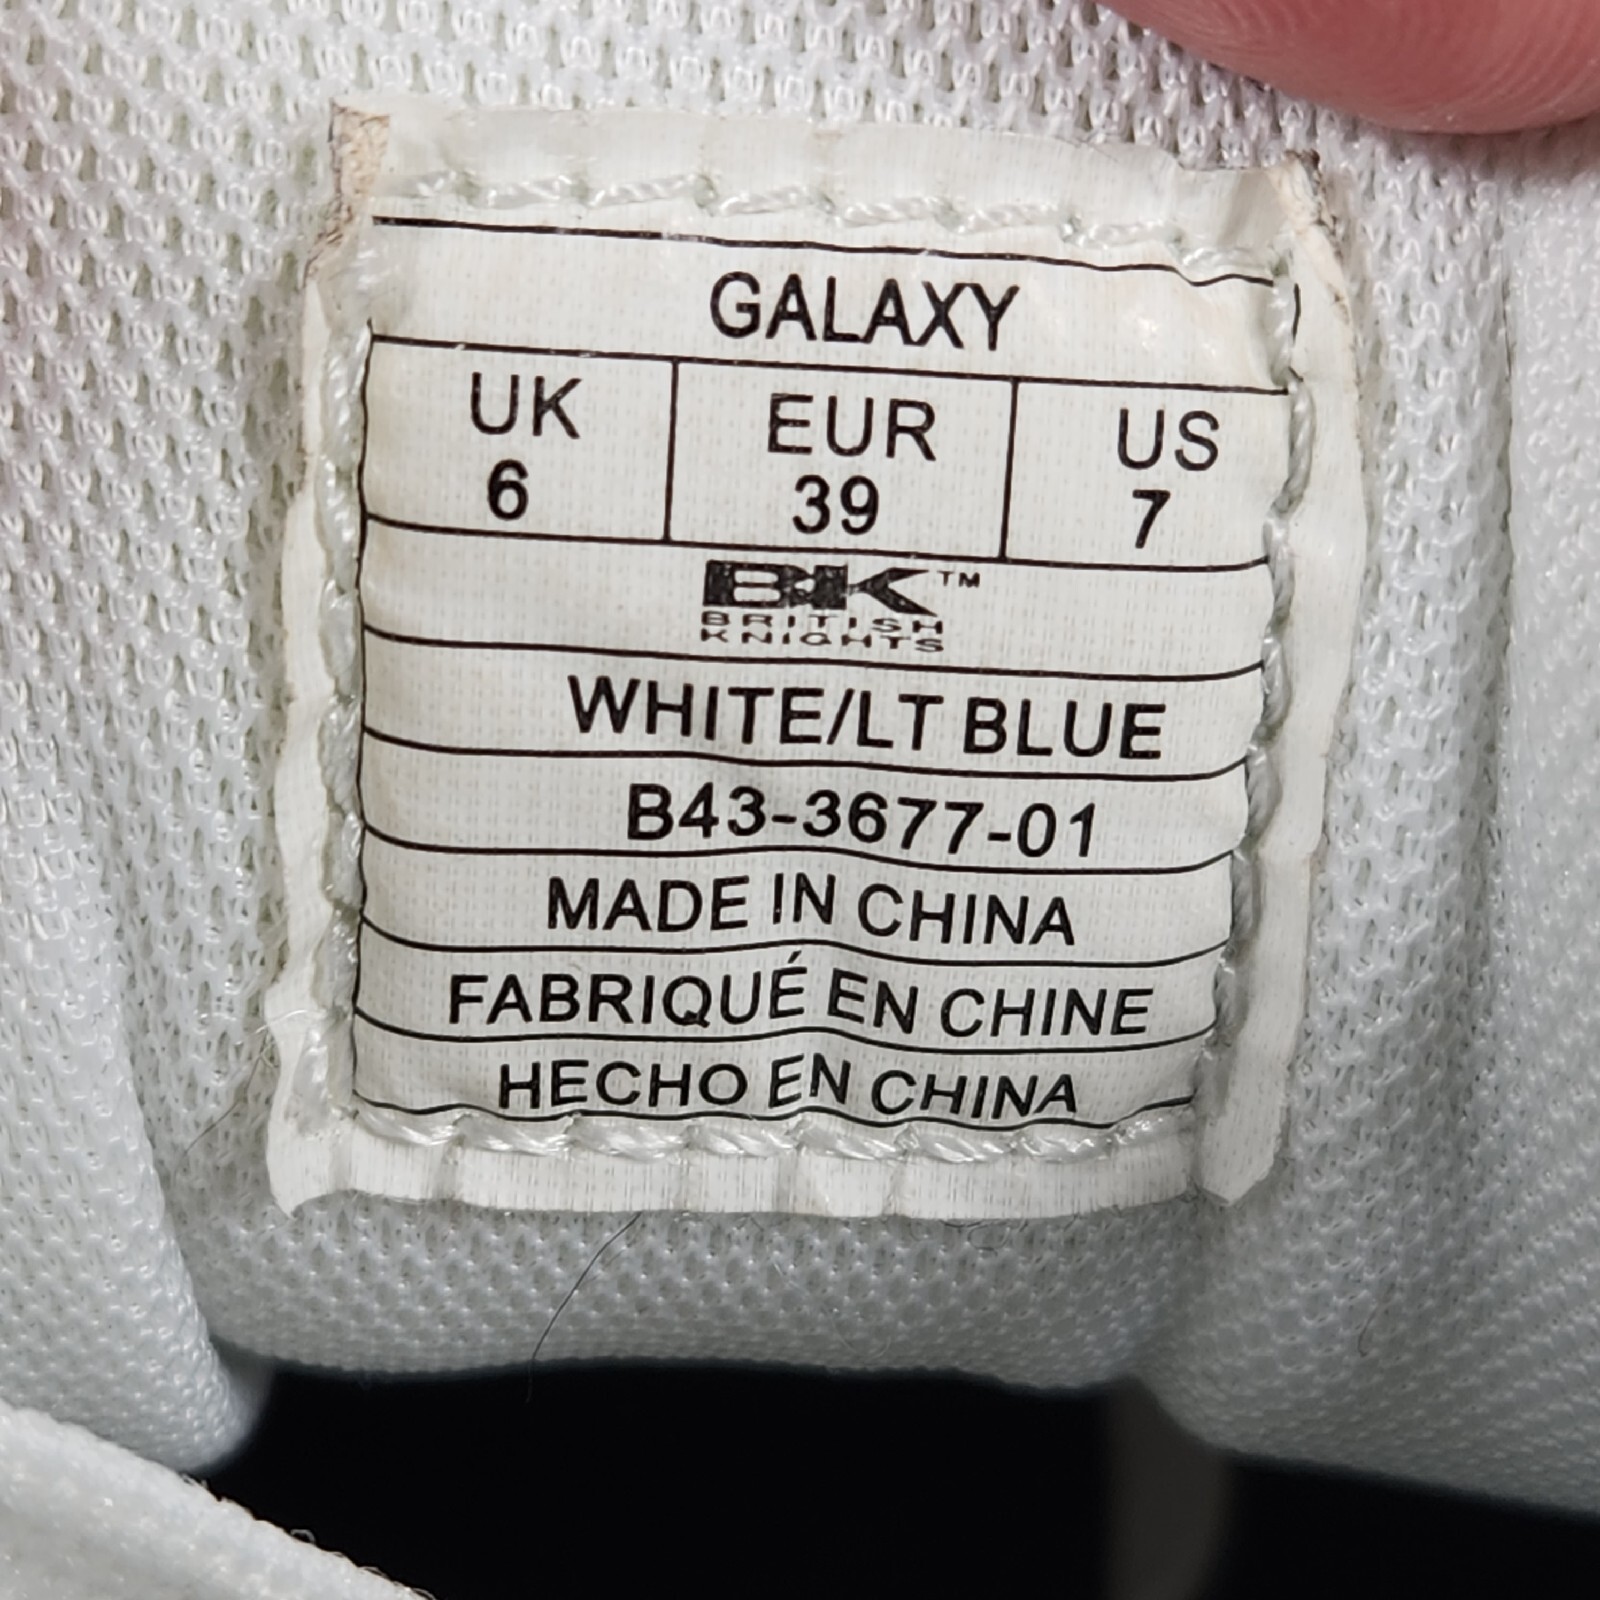 GALAXY
UK EUR US
6 39 7
BK™
BRITISH
KNIGHTS
WHITE/LT BLUE
B43-3677-01
MADE IN CHINA
FABRIQUÉ EN CHINE
HECHO EN CHINA